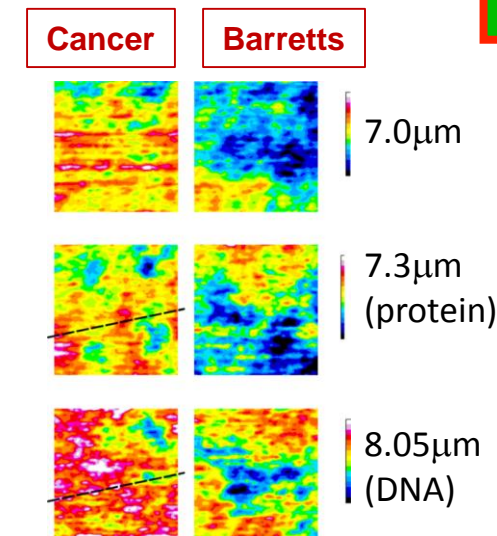 Cancer Barretts
7.0μm
7.3μm
(protein)
8.05μm
(DNA)